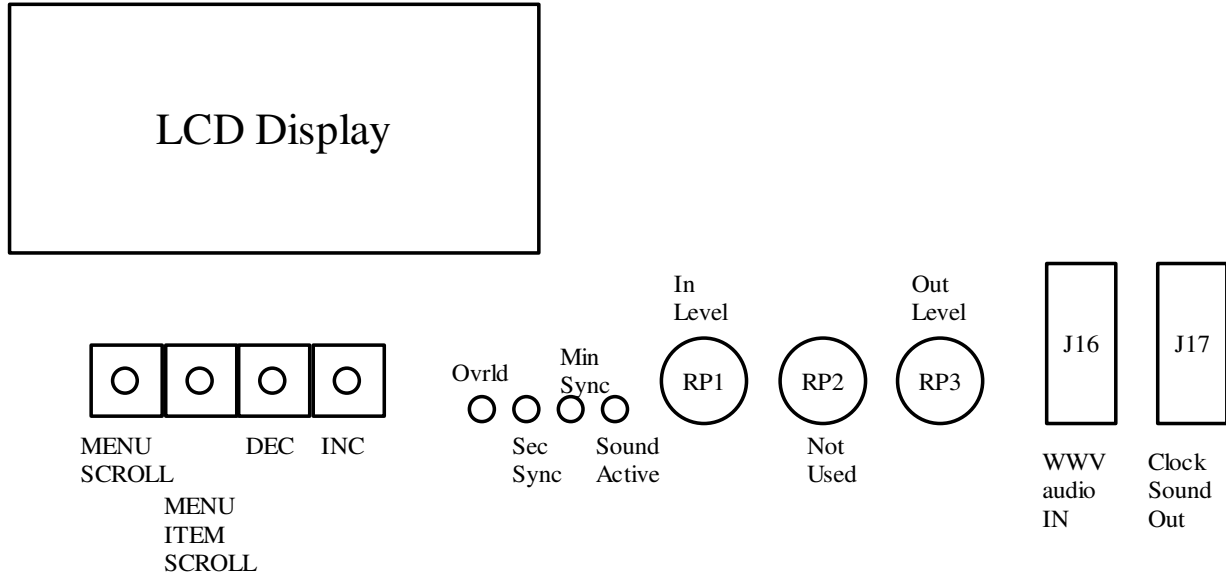 LCD Display
In
Level
Out
Level
J16
J17
Ovrld
Min
Sync
RP1
RP2
RP3
MENU
SCROLL
DEC
INC
Sec
Sync
Sound
Active
Not
Used
WWV
audio
IN
Clock
Sound
Out
MENU
ITEM
SCROLL